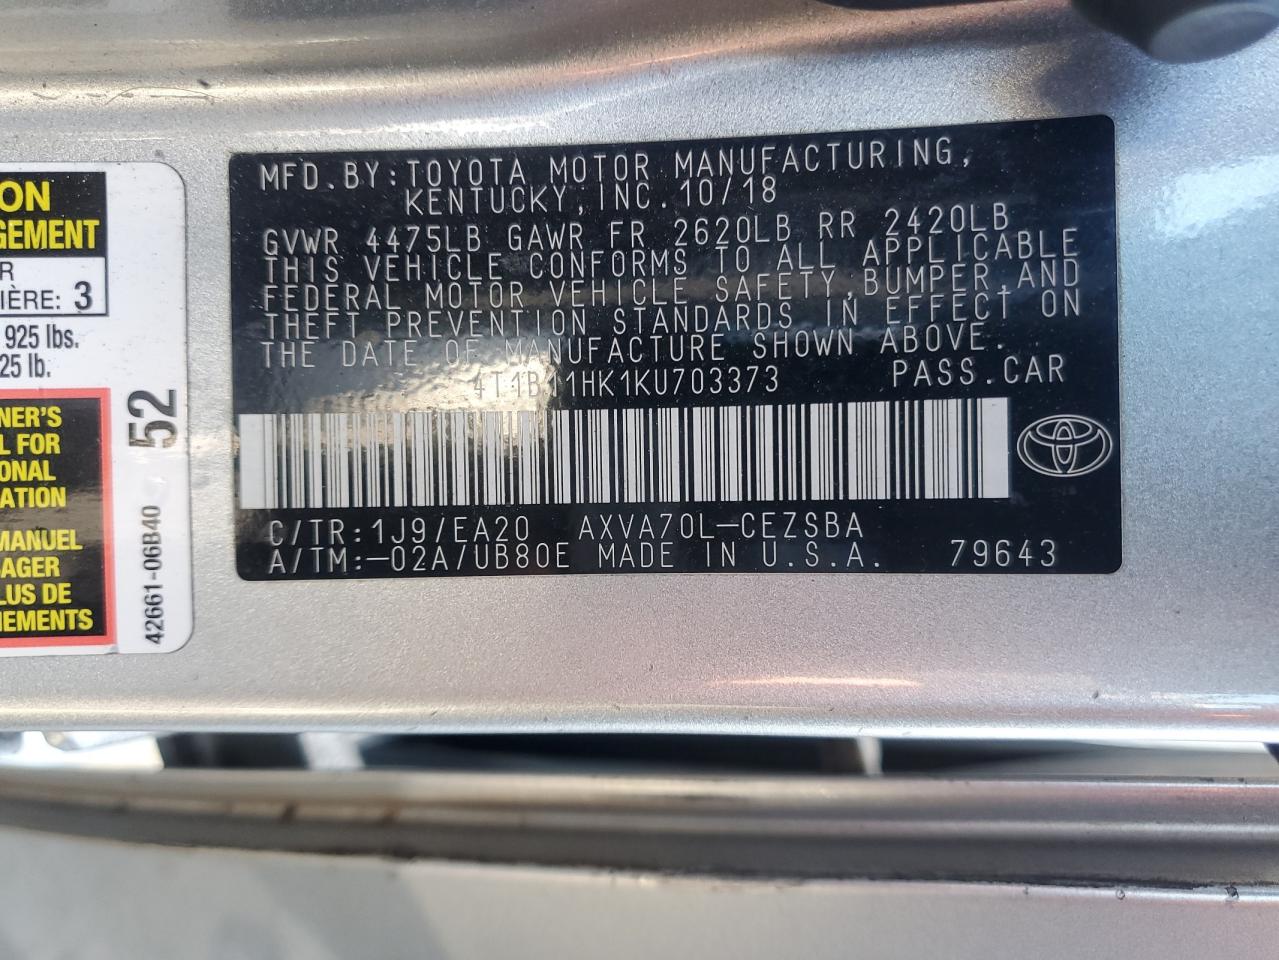 ON
GEMENT
R
IÈRE: 3
925 lbs.
25 lb.
NER'S
L FOR
ONAL
ATION
MANUEL
AGER
LUS DE
NEMENTS
42661-06B40 52
MFD.BY:TOYOTA MOTOR MANUFACTURING,
KENTUCKY,INC.10/18
GVWR 4475LB GAWR FR 2620LB RR 2420LB
THIS VEHICLE CONFORMS TO ALL APPLICABLE
FEDERAL MOTOR VEHICLE SAFETY,BUMPER,AND
THEFT PREVENTION STANDARDS IN EFFECT ON
THE DATE OF MANUFACTURE SHOWN ABOVE.
4T1B11HK1KU703373 PASS.CAR
C/TR:1J9/EA20 AXVA70L-CEZSBA
A/TM:-02A/UB80E MADE IN U.S.A. 79643